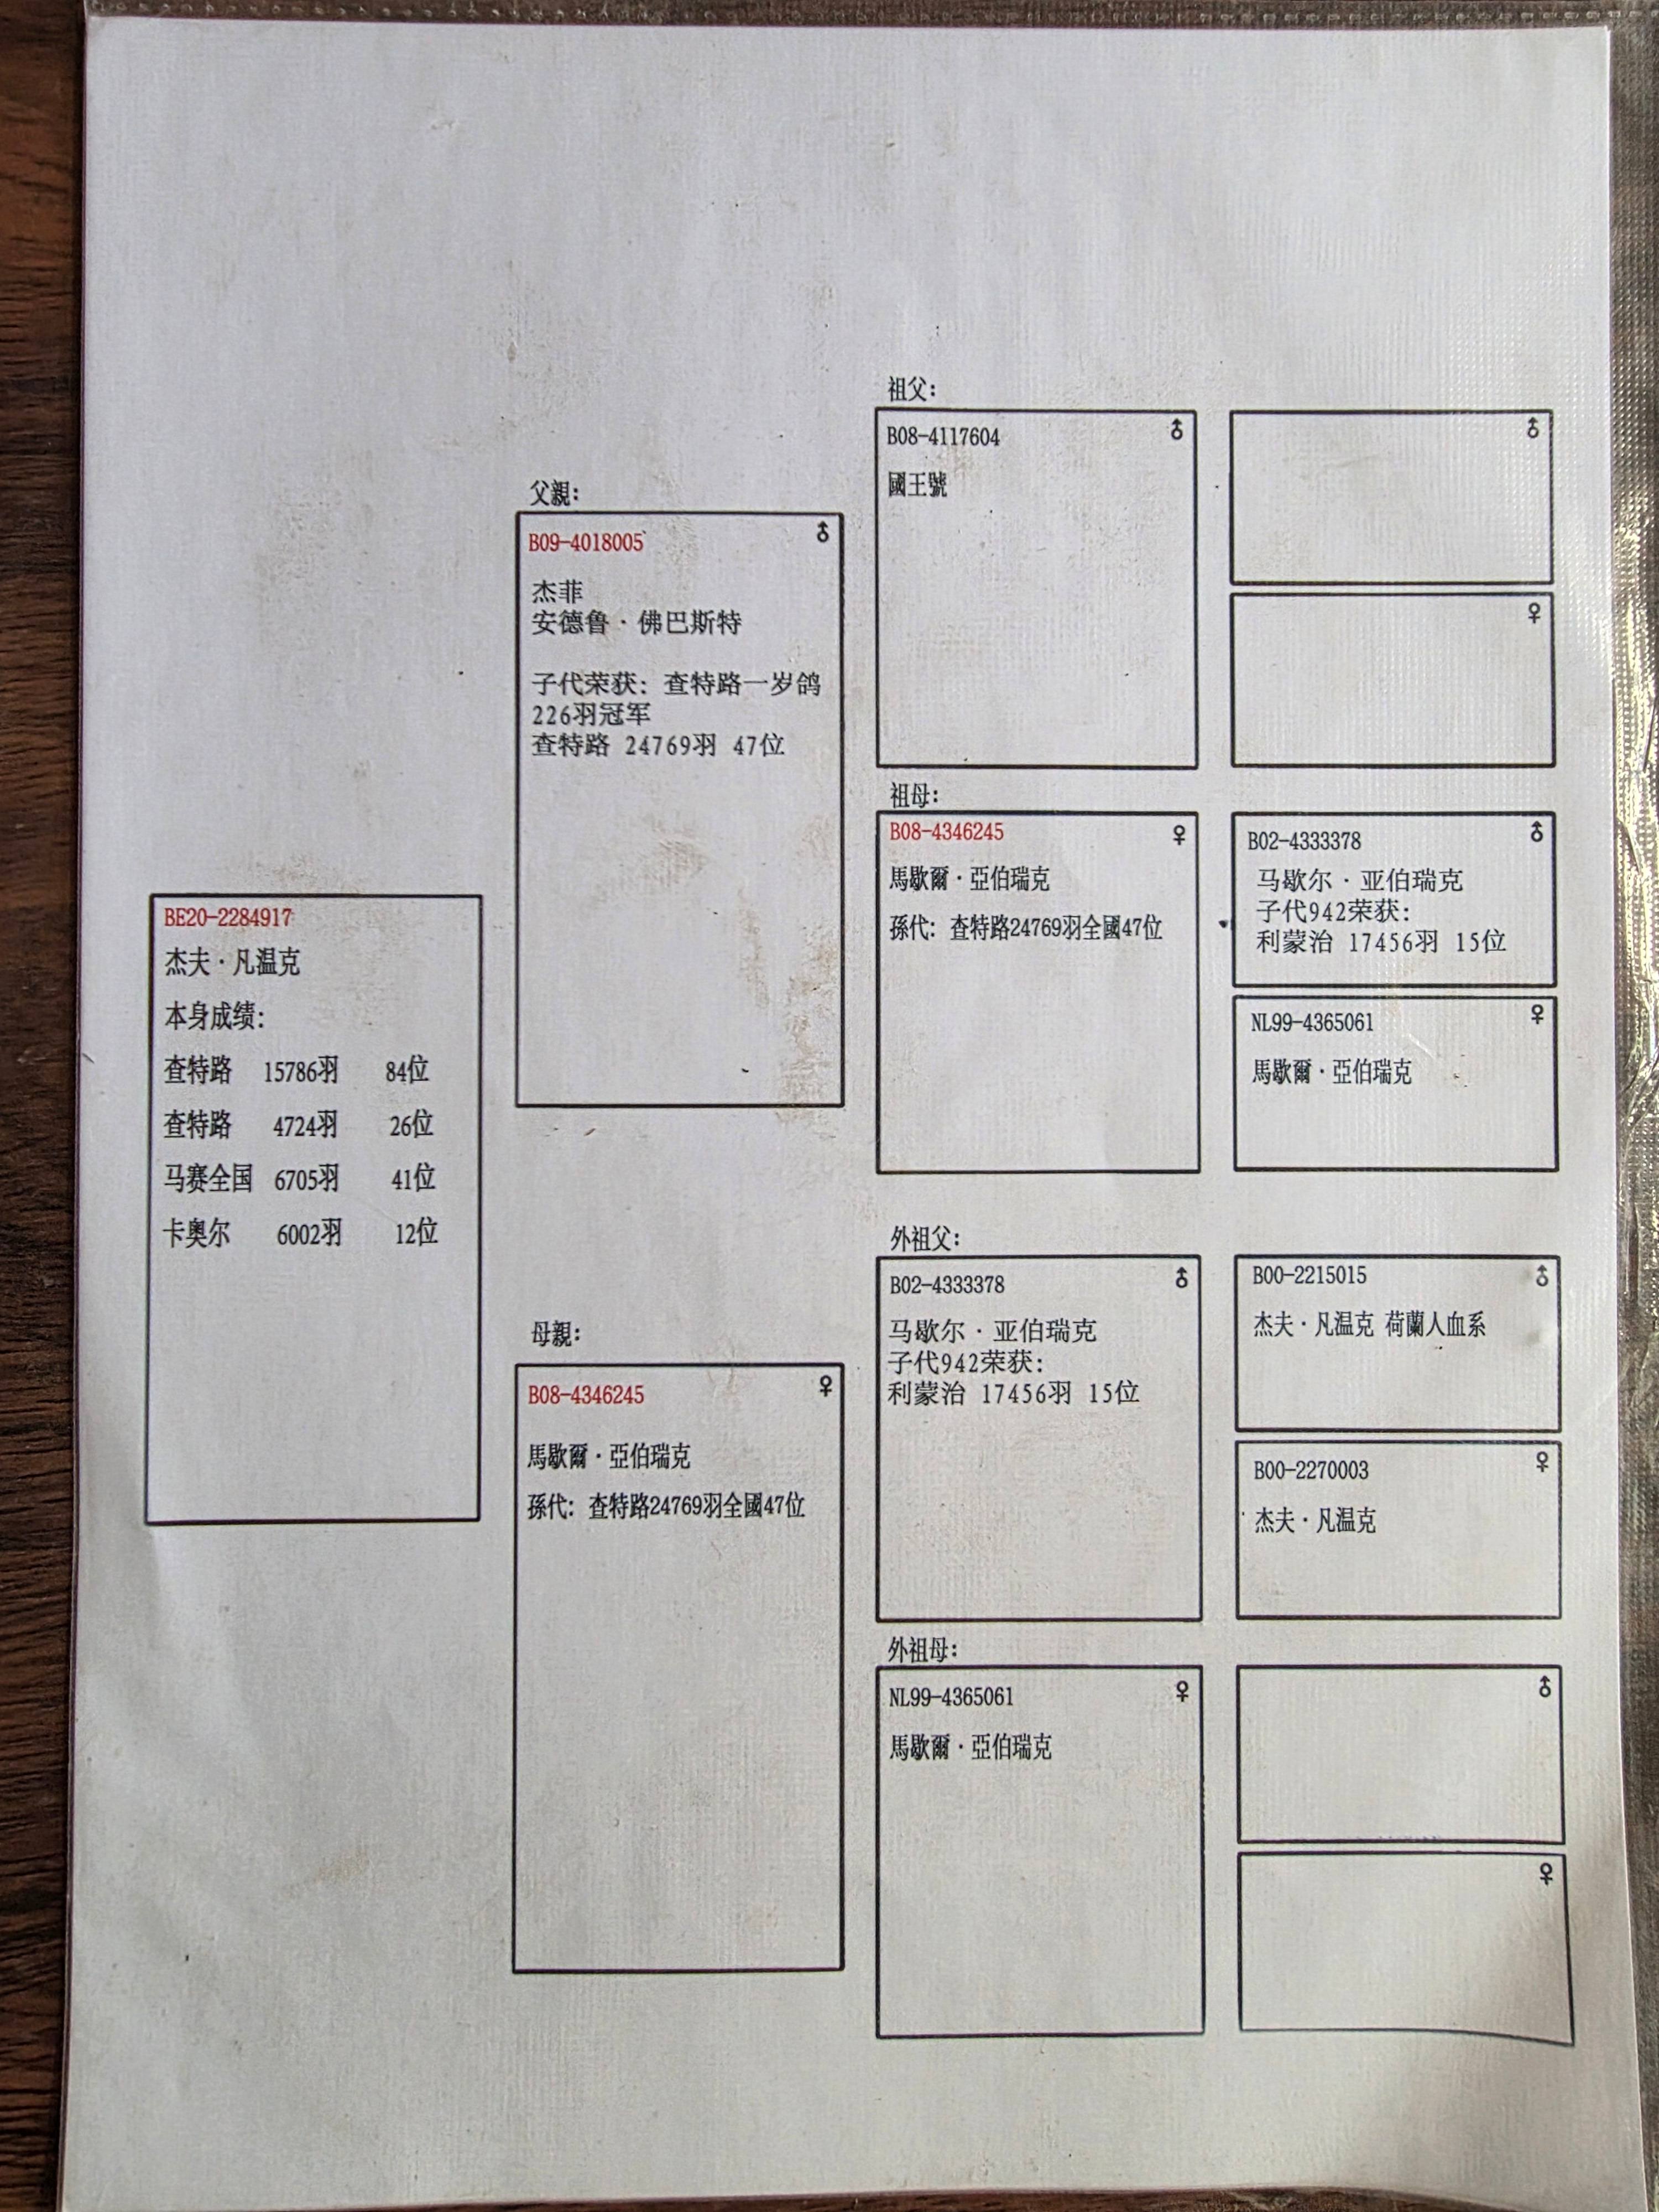 BE20-2284917
杰夫·凡温克
本身成绩:
查特路 15786羽 84位
查特路 4724羽 26位
马赛全国 6705羽 41位
卡奥尔 6002羽 12位
父親:
B09-4018005 ♂
杰菲
安德鲁·佛巴斯特
子代荣获: 查特路一岁鸽
226羽冠军
查特路 24769羽 47位
母親:
B08-4346245 ♀
馬歇爾·亞伯瑞克
孫代: 查特路24769羽全國47位
祖父:
B08-4117604 ♂
國王號
祖母:
B08-4346245 ♀
馬歇爾·亞伯瑞克
孫代: 查特路24769羽全國47位
外祖父:
B02-4333378 ♂
马歇尔·亚伯瑞克
子代942荣获:
利蒙治 17456羽 15位
外祖母:
NL99-4365061 ♀
馬歇爾·亞伯瑞克
♂
♀
B02-4333378 ♂
马歇尔·亚伯瑞克
子代942荣获:
利蒙治 17456羽 15位
NL99-4365061 ♀
馬歇爾·亞伯瑞克
B00-2215015 ♂
杰夫·凡温克 荷蘭人血系
B00-2270003 ♀
杰夫·凡温克
♂
♀